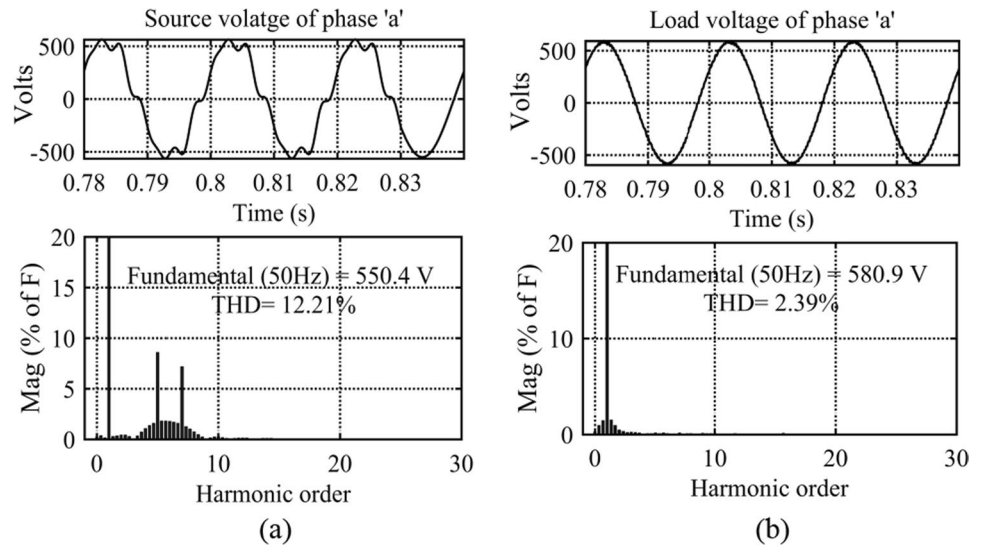 Source volatge of phase 'a'
500
0
-500
Volts
0.78 0.79 0.8 0.81 0.82 0.83
Time (s)
20
15
10
5
0
Mag (% of F)
Fundamental (50Hz) = 550.4 V
THD= 12.21%
0 10 20 30
Harmonic order
(a)
Load voltage of phase 'a'
500
0
-500
Volts
0.78 0.79 0.8 0.81 0.82 0.83
Time (s)
20
10
0
Mag (% of F)
Fundamental (50Hz) = 580.9 V
THD= 2.39%
0 10 20 30
Harmonic order
(b)